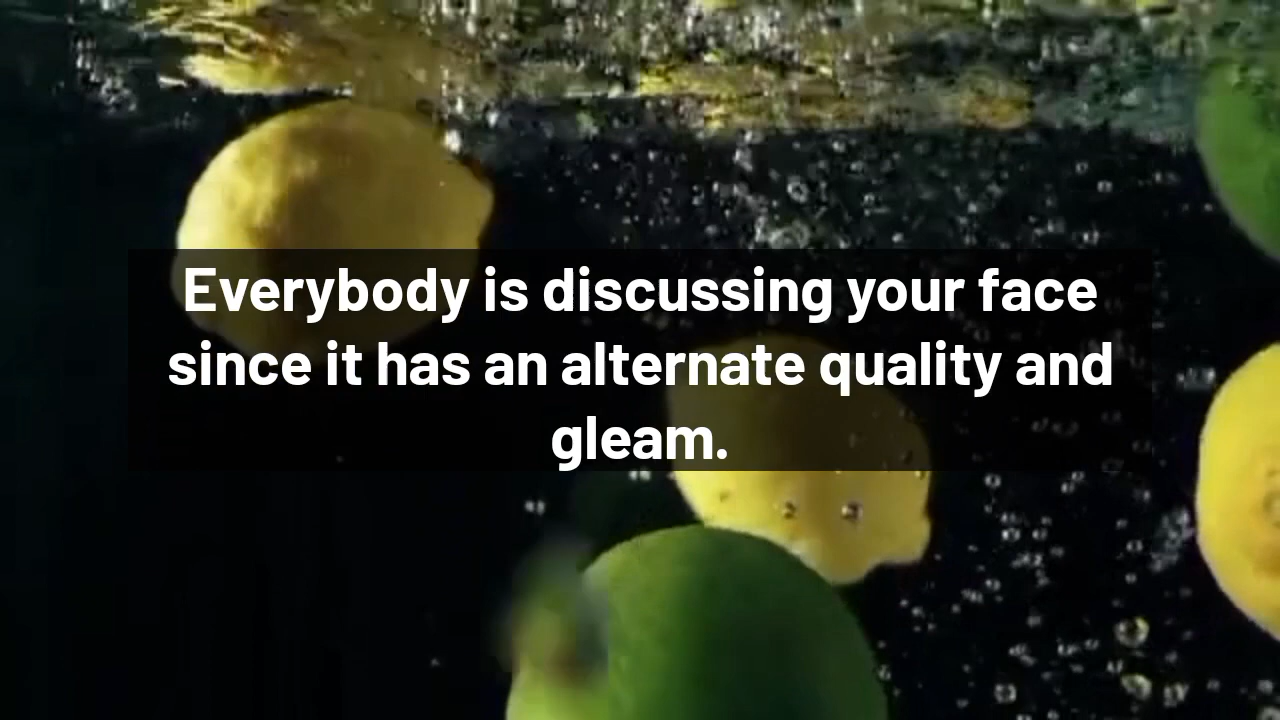 Everybody is discussing your face
since it has an alternate quality and
gleam.